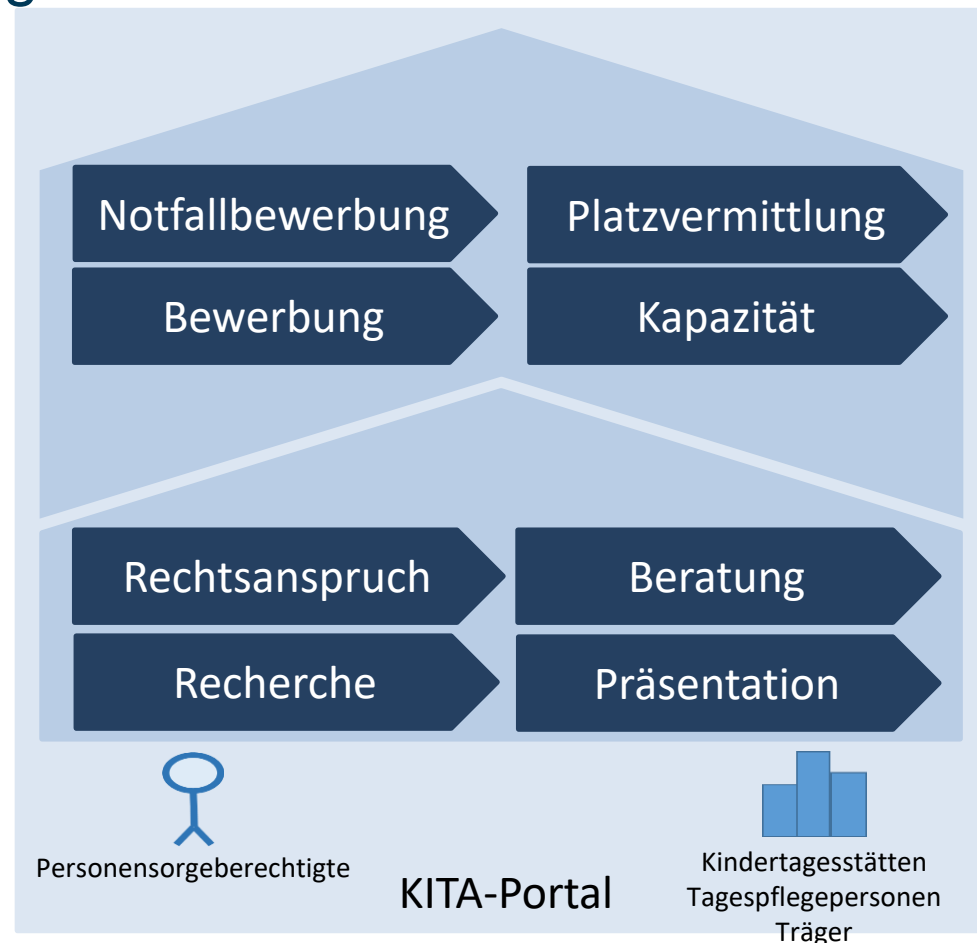 g
Notfallbewerbung
Platzvermittlung
Bewerbung
Kapazität
Rechtsanspruch
Beratung
Recherche
Präsentation
Personensorgeberechtigte
KITA-Portal
Kindertagesstätten
Tagespflegepersonen
Träger